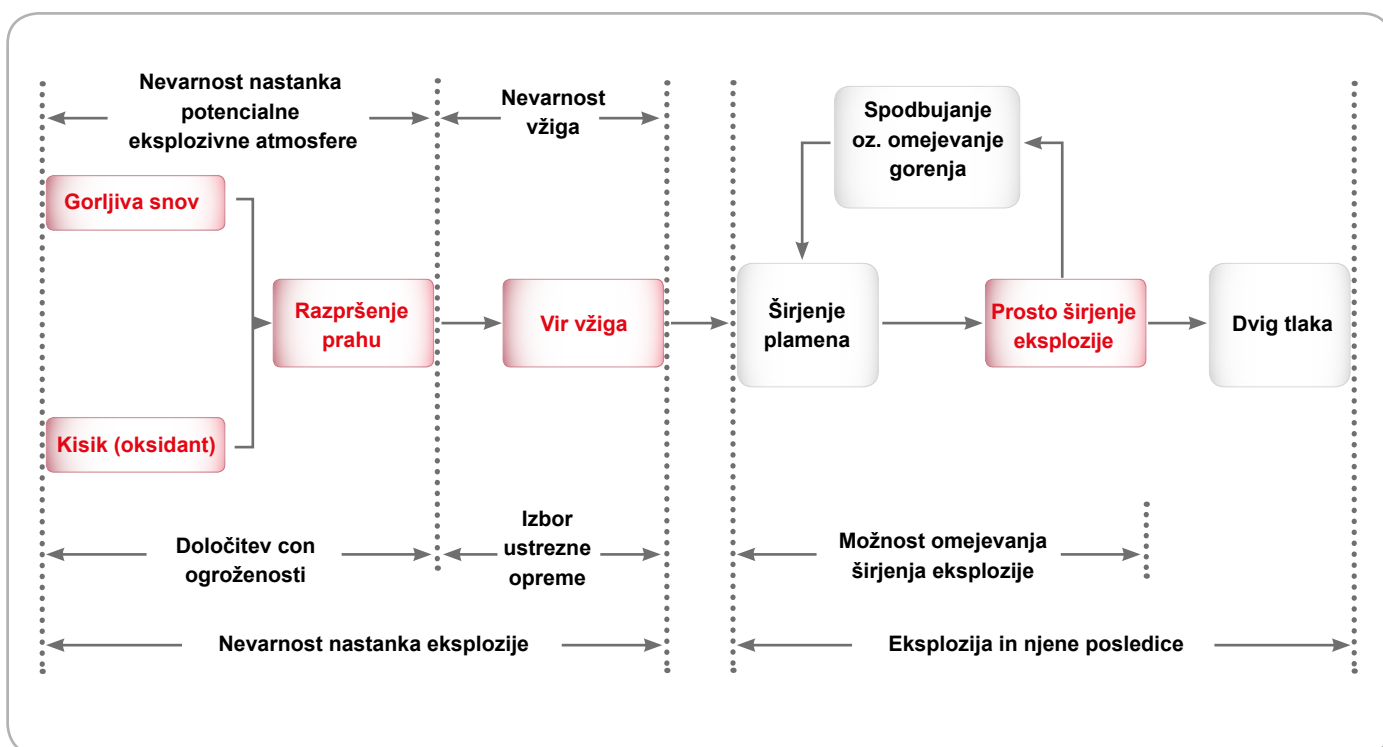 Nevarnost nastanka
potencialne
eksplozivne atmosfere
Nevarnost
vžiga
Spodbujanje
oz. omejevanje
gorenja
Gorljiva snov
Razpršenje
prahu
Vir vžiga
Širjenje
plamena
Prosto širjenje
eksplozije
Dvig tlaka
Kisik (oksidant)
Določitev con
ogroženosti
Izbor
ustrezne
opreme
Možnost omejevanja
širjenja eksplozije
Nevarnost nastanka eksplozije
Eksplozija in njene posledice